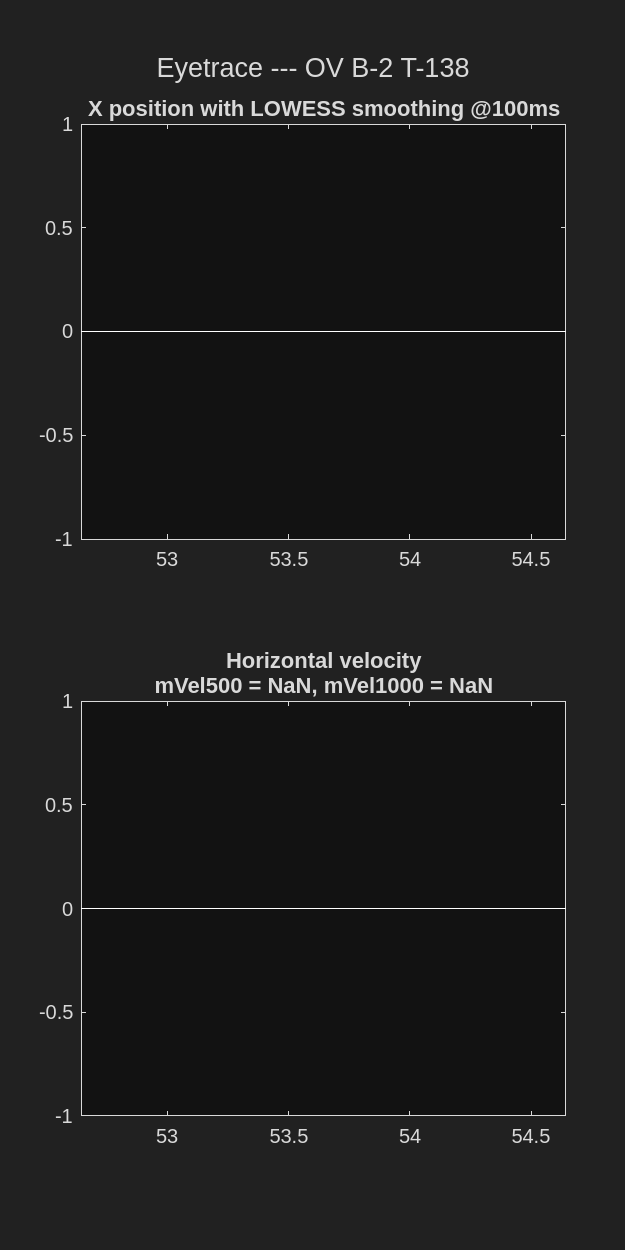 Eyetrace --- OV B-2 T-138
X position with LOWESS smoothing @100ms
1
0.5
0
-0.5
-1
53 53.5 54 54.5
Horizontal velocity
mVel500 = NaN, mVel1000 = NaN
1
0.5
0
-0.5
-1
53 53.5 54 54.5